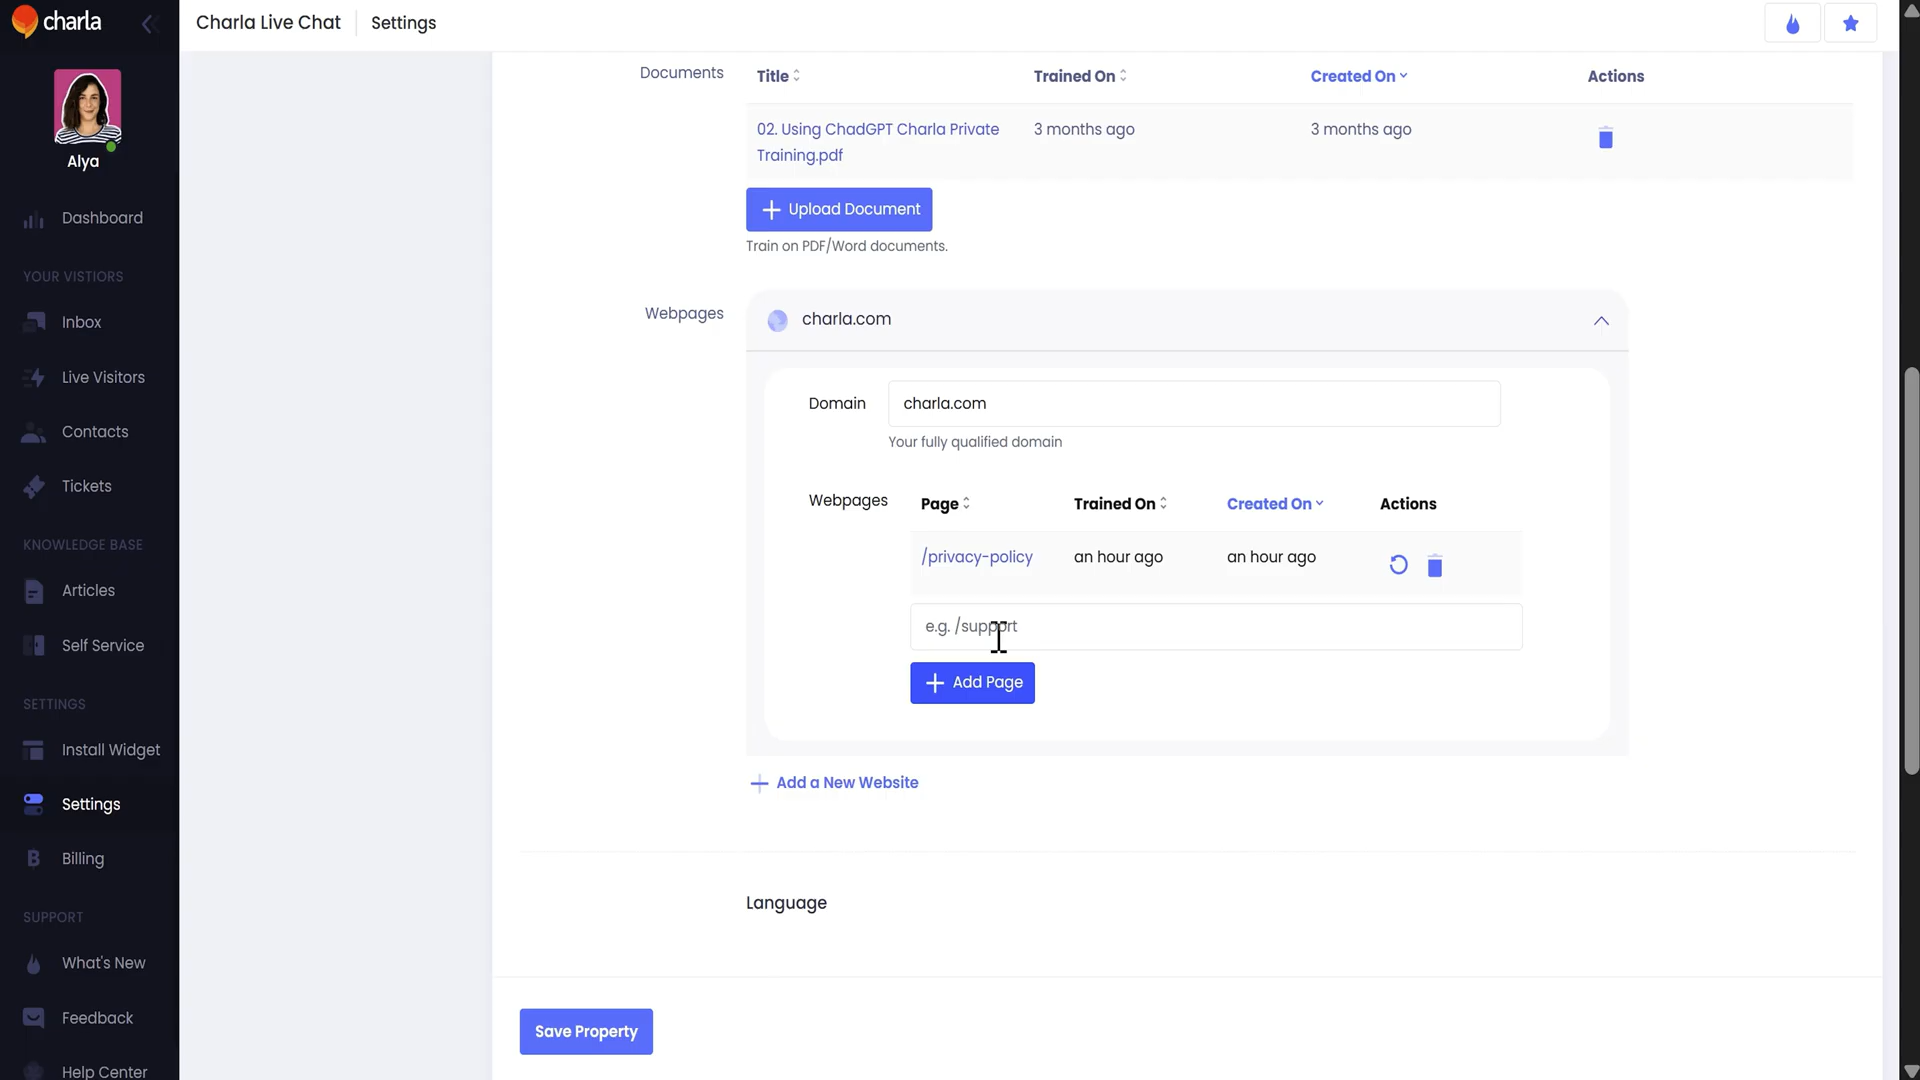 charla
Charla Live Chat
Settings
Alya
Dashboard
YOUR VISTIORS
Inbox
Live Visitors
Contacts
Tickets
KNOWLEDGE BASE
Articles
Self Service
SETTINGS
Install Widget
Settings
Billing
SUPPORT
What's New
Feedback
Help Center
Documents
Title
Trained On
Created On
Actions
02. Using ChadGPT Charla Private
Training.pdf
3 months ago
3 months ago
Upload Document
Train on PDF/Word documents.
Webpages
charla.com
Domain
charla.com
Your fully qualified domain
Webpages
Page
Trained On
Created On
Actions
/privacy-policy
an hour ago
an hour ago
e.g. /support
Add Page
Add a New Website
Language
Save Property